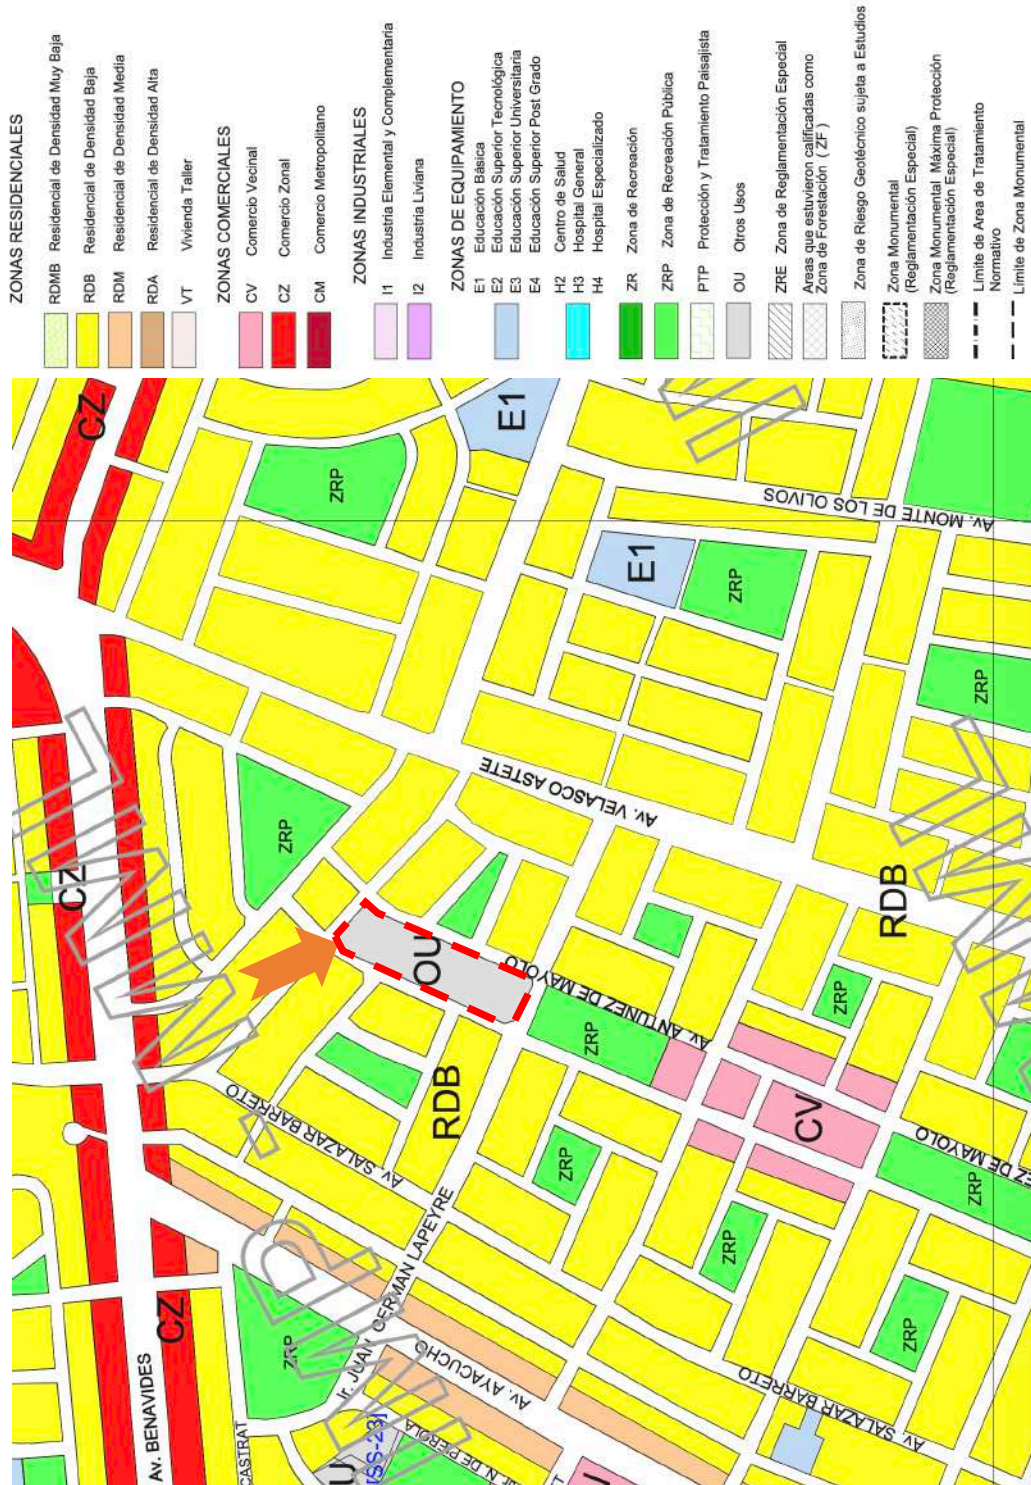 ZONAS RESIDENCIALES
RDMB Residencial de Densidad Muy Baja
RDB Residencial de Densidad Baja
RDM Residencial de Densidad Media
RDA Residencial de Densidad Alta
VT Vivienda Taller
ZONAS COMERCIALES
CV Comercio Vecinal
CZ Comercio Zonal
CM Comercio Metropolitano
ZONAS INDUSTRIALES
I1 Industria Elemental y Complementaria
I2 Industria Liviana
ZONAS DE EQUIPAMIENTO
E1 Educación Básica
E2 Educación Superior Tecnológica
E3 Educación Superior Universitaria
E4 Educación Superior Post Grado
H2 Centro de Salud
H3 Hospital General
H4 Hospital Especializado
ZR Zona de Recreación
ZRP Zona de Recreación Pública
PTP Protección y Tratamiento Paisajista
OU Otros Usos
ZRE Zona de Reglamentación Especial
Areas que estuvieron calificadas como
Zona de Forestación ( ZF )
Zona de Riesgo Geotécnico sujeta a Estudios
Zona Monumental
(Reglamentación Especial)
Zona Monumental Máxima Protección
(Reglamentación Especial)
Límite de Area de Tratamiento
Normativo
Límite de Zona Monumental
CZ
E1
ZRP
Av. MONTE DE LOS OLIVOS
E1
ZRP
ZRP
CZ
ZRP
Av. VELASCO ASTETE
RDB
OU
Av. ANTUNEZ DE MAYOLO
ZRP
ZRP
RDB
CV
Av. SALAZAR BARRETO
ZRP
ZRP
ZRP
EZ DE MAYOLO
CZ
Av. BENAVIDES
CASTRAT
ZRP
Jr. JUAN GERMAN LAPEYRE
Av. AYACUCHO
N. DE PEROLA
U
[SS-23]
ZRP
Av. SALAZAR BARRETO